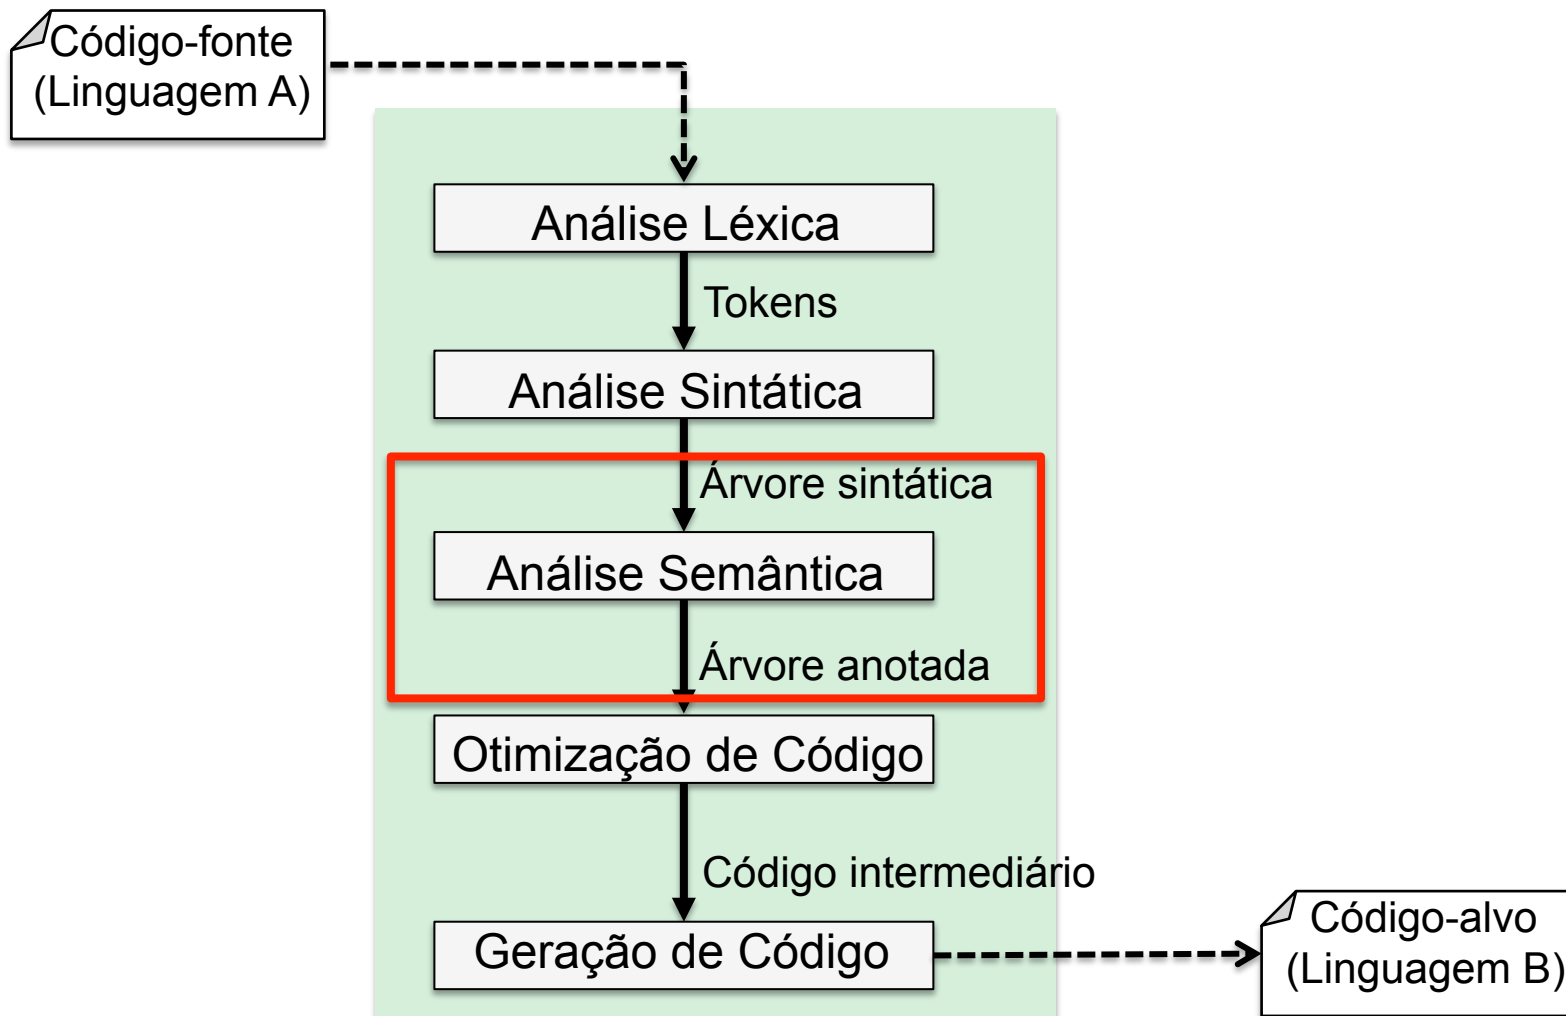 Código-fonte
(Linguagem A)
Análise Léxica
Tokens
Análise Sintática
Árvore sintática
Análise Semântica
Árvore anotada
Otimização de Código
Código intermediário
Geração de Código
Código-alvo
(Linguagem B)